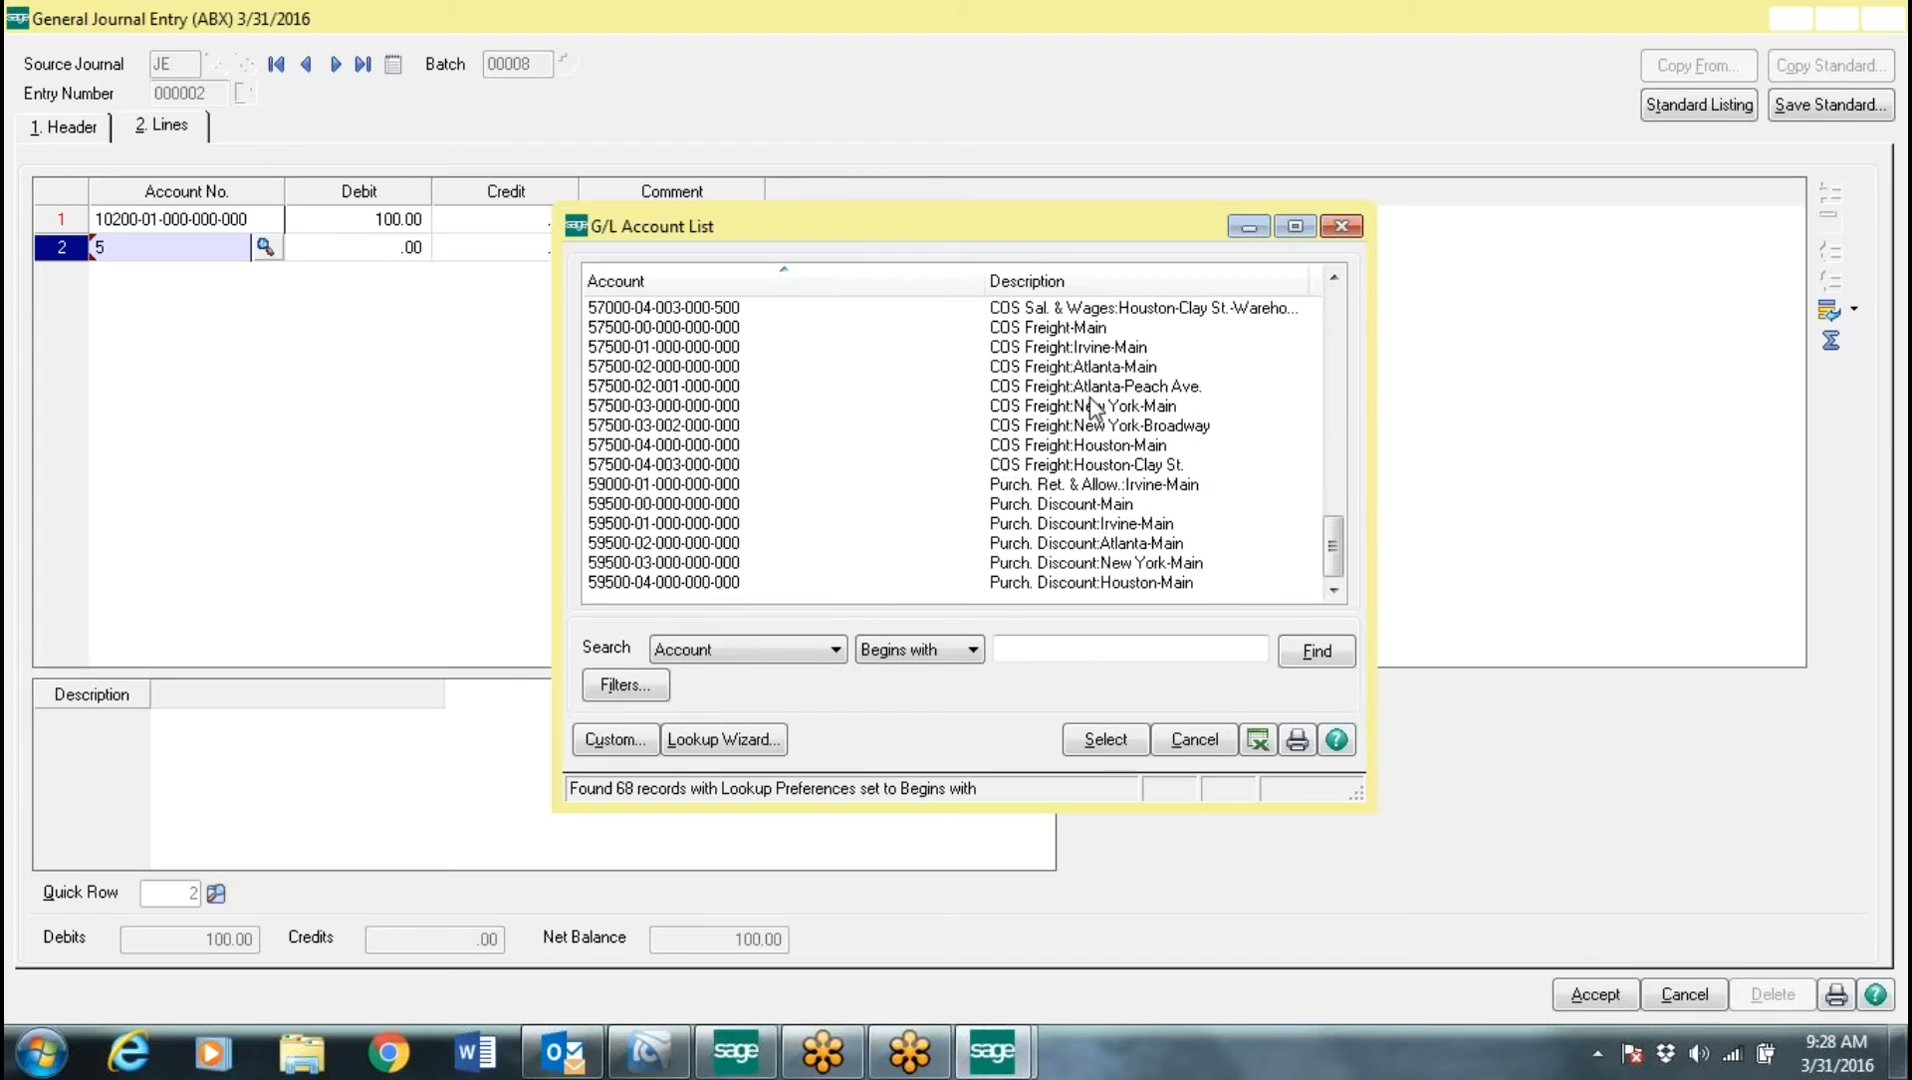 sage General Journal Entry (ABX) 3/31/2016
Source Journal JE Batch 00008 Copy From... Copy Standard...
Entry Number 000002 Standard Listing Save Standard...
1. Header 2. Lines
Account No. Debit Credit Comment
1 10200-01-000-000-000 100.00
2 5 .00
sage G/L Account List
Account Description
57000-04-003-000-500 COS Sal. & Wages:Houston-Clay St.-Wareho...
57500-00-000-000-000 COS Freight-Main
57500-01-000-000-000 COS Freight:Irvine-Main
57500-02-000-000-000 COS Freight:Atlanta-Main
57500-02-001-000-000 COS Freight:Atlanta-Peach Ave.
57500-03-000-000-000 COS Freight:New York-Main
57500-03-002-000-000 COS Freight:New York-Broadway
57500-04-000-000-000 COS Freight:Houston-Main
57500-04-003-000-000 COS Freight:Houston-Clay St.
59000-01-000-000-000 Purch. Ret. & Allow.:Irvine-Main
59500-00-000-000-000 Purch. Discount-Main
59500-01-000-000-000 Purch. Discount:Irvine-Main
59500-02-000-000-000 Purch. Discount:Atlanta-Main
59500-03-000-000-000 Purch. Discount:New York-Main
59500-04-000-000-000 Purch. Discount:Houston-Main
Search Account Begins with Find
Filters...
Custom... Lookup Wizard... Select Cancel
Found 68 records with Lookup Preferences set to Begins with
Description
Quick Row 2
Debits 100.00 Credits .00 Net Balance 100.00
Accept Cancel Delete
sage sage 9:28 AM
3/31/2016